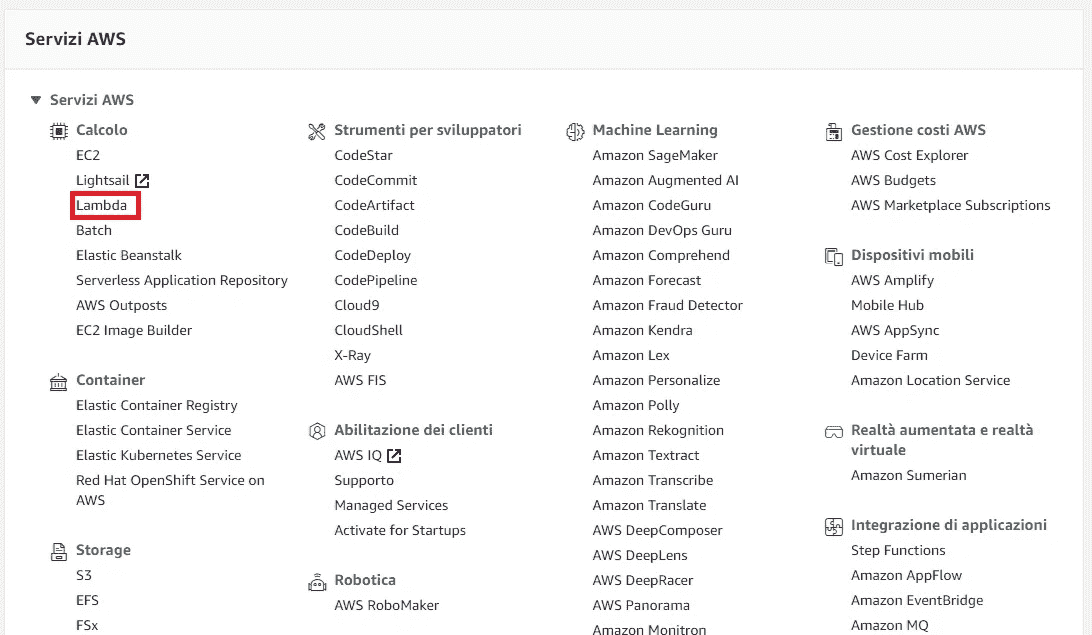 Servizi AWS
Servizi AWS
Calcolo
EC2
Lightsail
Lambda
Batch
Elastic Beanstalk
Serverless Application Repository
AWS Outposts
EC2 Image Builder
Container
Elastic Container Registry
Elastic Container Service
Elastic Kubernetes Service
Red Hat OpenShift Service on
AWS
Storage
S3
EFS
FSx
Strumenti per sviluppatori
CodeStar
CodeCommit
CodeArtifact
CodeBuild
CodeDeploy
CodePipeline
Cloud9
CloudShell
X-Ray
AWS FIS
Abilitazione dei clienti
AWS IQ
Supporto
Managed Services
Activate for Startups
Robotica
AWS RoboMaker
Machine Learning
Amazon SageMaker
Amazon Augmented AI
Amazon CodeGuru
Amazon DevOps Guru
Amazon Comprehend
Amazon Forecast
Amazon Fraud Detector
Amazon Kendra
Amazon Lex
Amazon Personalize
Amazon Polly
Amazon Rekognition
Amazon Textract
Amazon Transcribe
Amazon Translate
AWS DeepComposer
AWS DeepLens
AWS DeepRacer
AWS Panorama
Amazon Monitron
Gestione costi AWS
AWS Cost Explorer
AWS Budgets
AWS Marketplace Subscriptions
Dispositivi mobili
AWS Amplify
Mobile Hub
AWS AppSync
Device Farm
Amazon Location Service
Realtà aumentata e realtà
virtuale
Amazon Sumerian
Integrazione di applicazioni
Step Functions
Amazon AppFlow
Amazon EventBridge
Amazon MQ